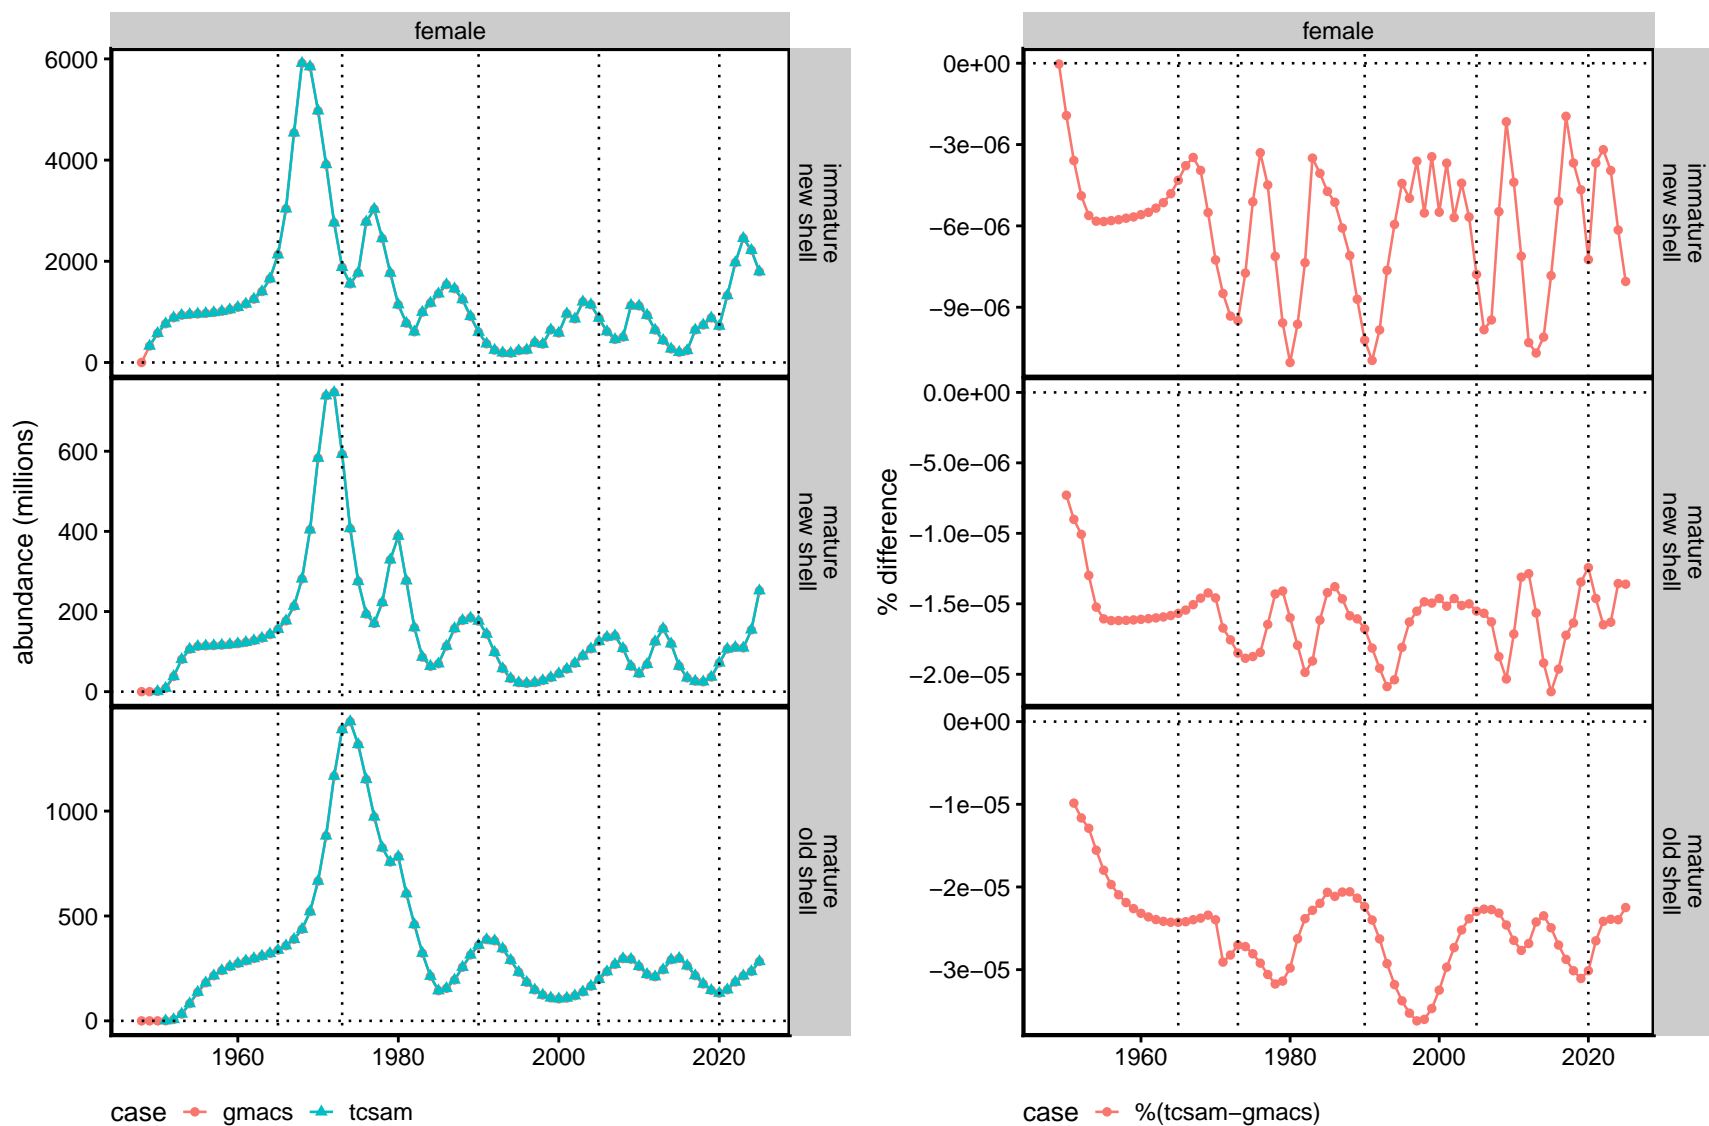 female
6000
4000
2000
0
immature
new shell
600
400
200
0
mature
new shell
1000
500
0
mature
old shell
abundance (millions)
1960 1980 2000 2020
case gmacs tcsam
female
0e+00
−3e−06
−6e−06
−9e−06
immature
new shell
0.0e+00
−5.0e−06
−1.0e−05
−1.5e−05
−2.0e−05
mature
new shell
0e+00
−1e−05
−2e−05
−3e−05
mature
old shell
% difference
1960 1980 2000 2020
case %(tcsam−gmacs)